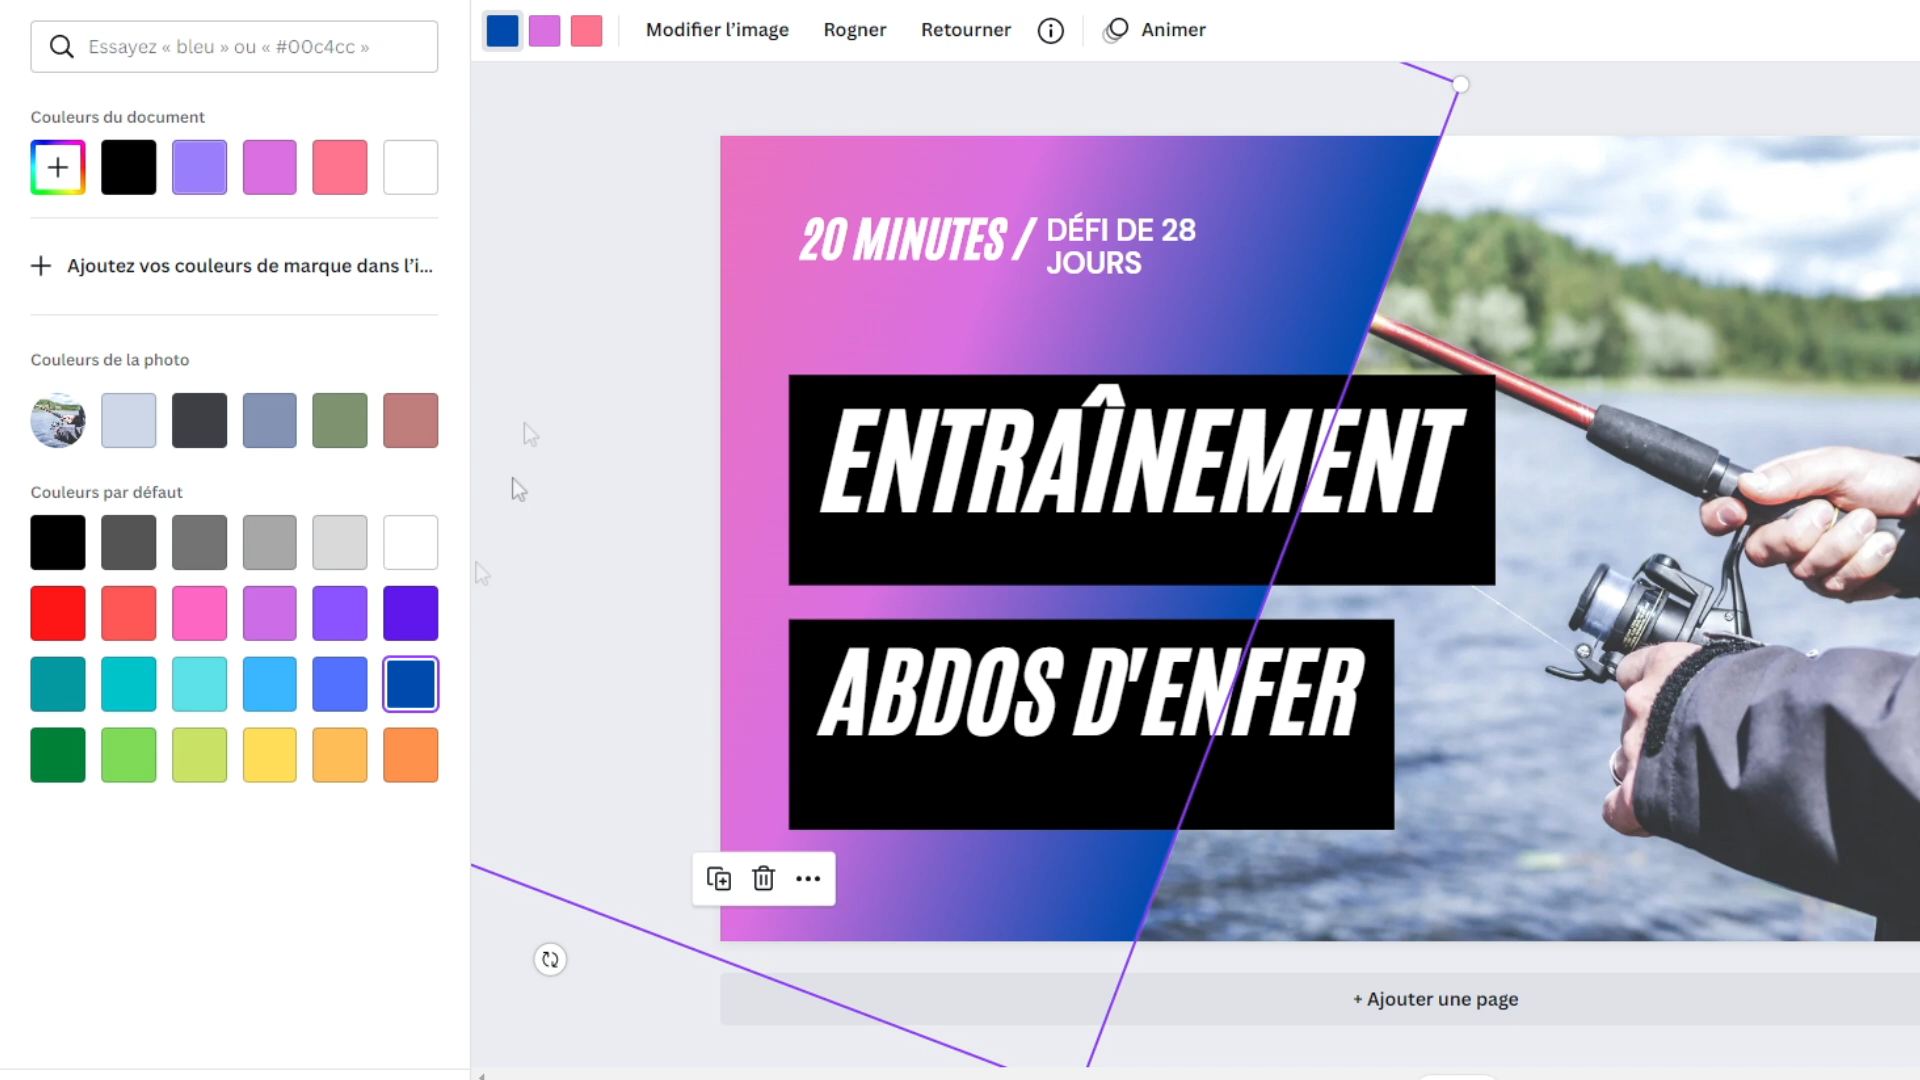 Essayez « bleu » ou « #00c4cc »
Modifier l’image
Rogner
Retourner
Animer
Couleurs du document
Ajoutez vos couleurs de marque dans l’i...
Couleurs de la photo
Couleurs par défaut
20 MINUTES /
DÉFI DE 28
JOURS
ENTRAÎNEMENT
ABDOS D'ENFER
+ Ajouter une page